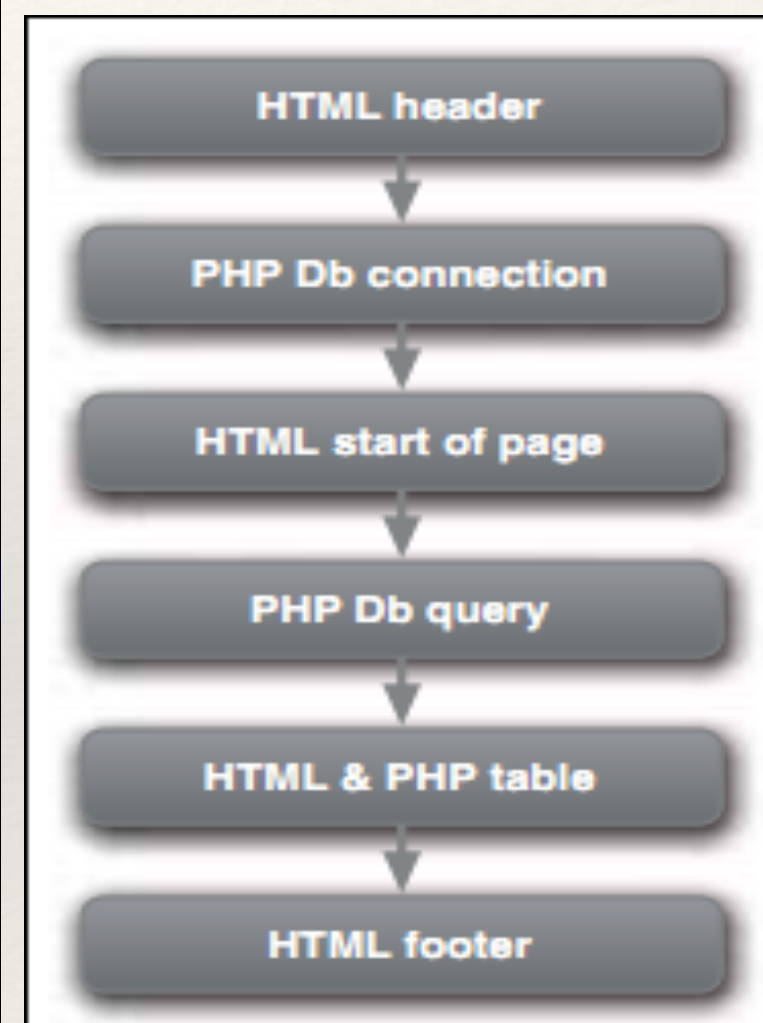 HTML header
PHP Db connection
HTML start of page
PHP Db query
HTML & PHP table
HTML footer